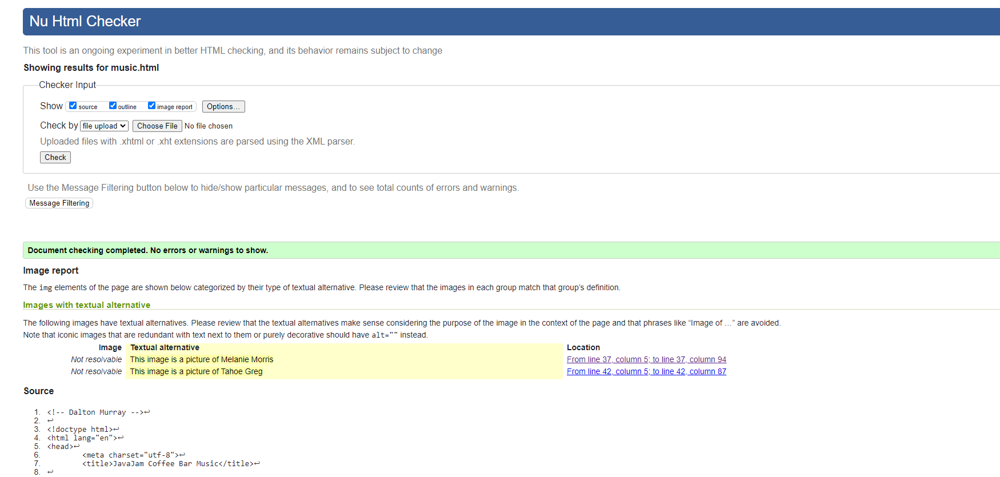 Nu Html Checker
This tool is an ongoing experiment in better HTML checking, and its behavior remains subject to change
Showing results for music.html
Checker Input
Show source outline image report Options...
Check by file upload Choose File No file chosen
Uploaded files with .xhtml or .xht extensions are parsed using the XML parser.
Check
Use the Message Filtering button below to hide/show particular messages, and to see total counts of errors and warnings.
Message Filtering
Document checking completed. No errors or warnings to show.
Image report
The img elements of the page are shown below categorized by their type of textual alternative. Please review that the images in each group match that group’s definition.
Images with textual alternative
The following images have textual alternatives. Please review that the textual alternatives make sense considering the purpose of the image in the context of the page and that phrases like “Image of …” are avoided.
Note that iconic images that are redundant with text next to them or purely decorative should have alt="" instead.
Image Textual alternative Location
Not resolvable This image is a picture of Melanie Morris From line 37, column 5; to line 37, column 94
Not resolvable This image is a picture of Tahoe Greg From line 42, column 5; to line 42, column 87
Source
1. <!-- Dalton Murray -->↩
2. ↩
3. <!doctype html>↩
4. <html lang="en">↩
5. <head>↩
6. <meta charset="utf-8">↩
7. <title>JavaJam Coffee Bar Music</title>↩
8. ↩